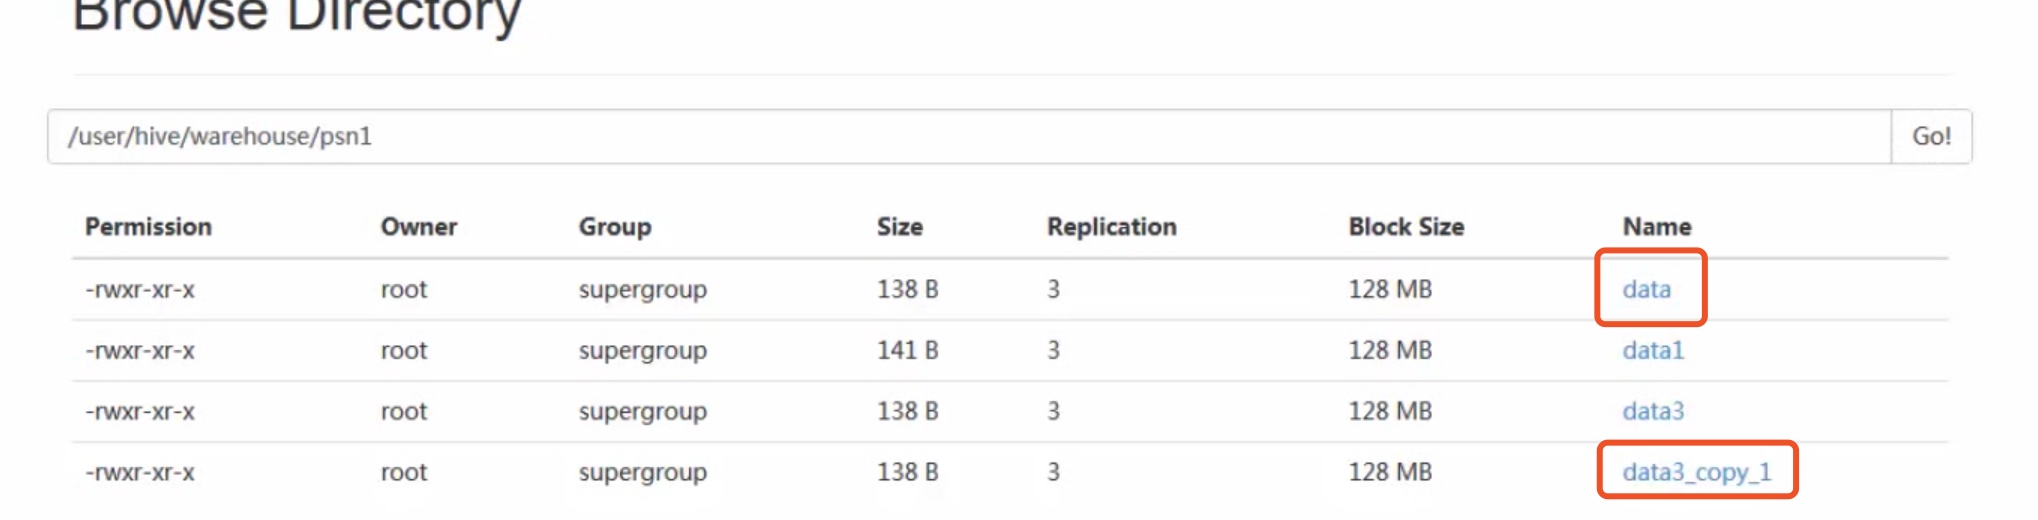 Browse Directory
/user/hive/warehouse/psn1 Go!
Permission Owner Group Size Replication Block Size Name
-rwxr-xr-x root supergroup 138 B 3 128 MB data
-rwxr-xr-x root supergroup 141 B 3 128 MB data1
-rwxr-xr-x root supergroup 138 B 3 128 MB data3
-rwxr-xr-x root supergroup 138 B 3 128 MB data3_copy_1